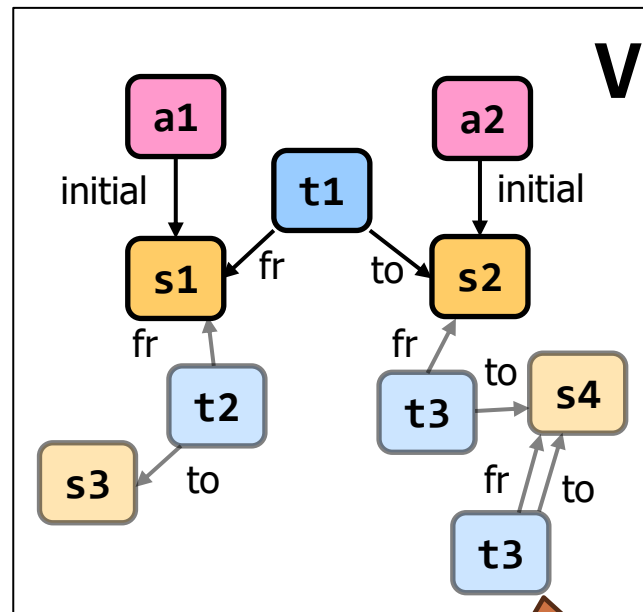 V
a1
a2
initial
t1
initial
s1
fr
to
s2
fr
fr
to
t2
t3
s4
s3
to
fr
to
t3